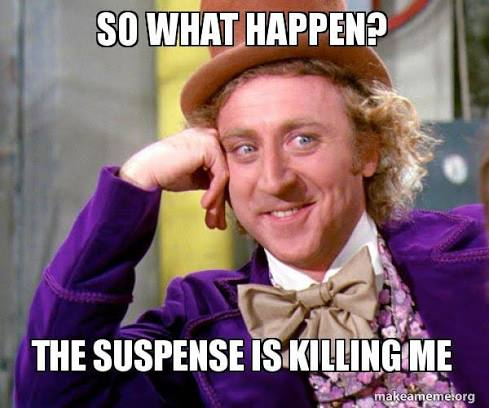 SO WHAT HAPPEN?
THE SUSPENSE IS KILLING ME
makeameme.org